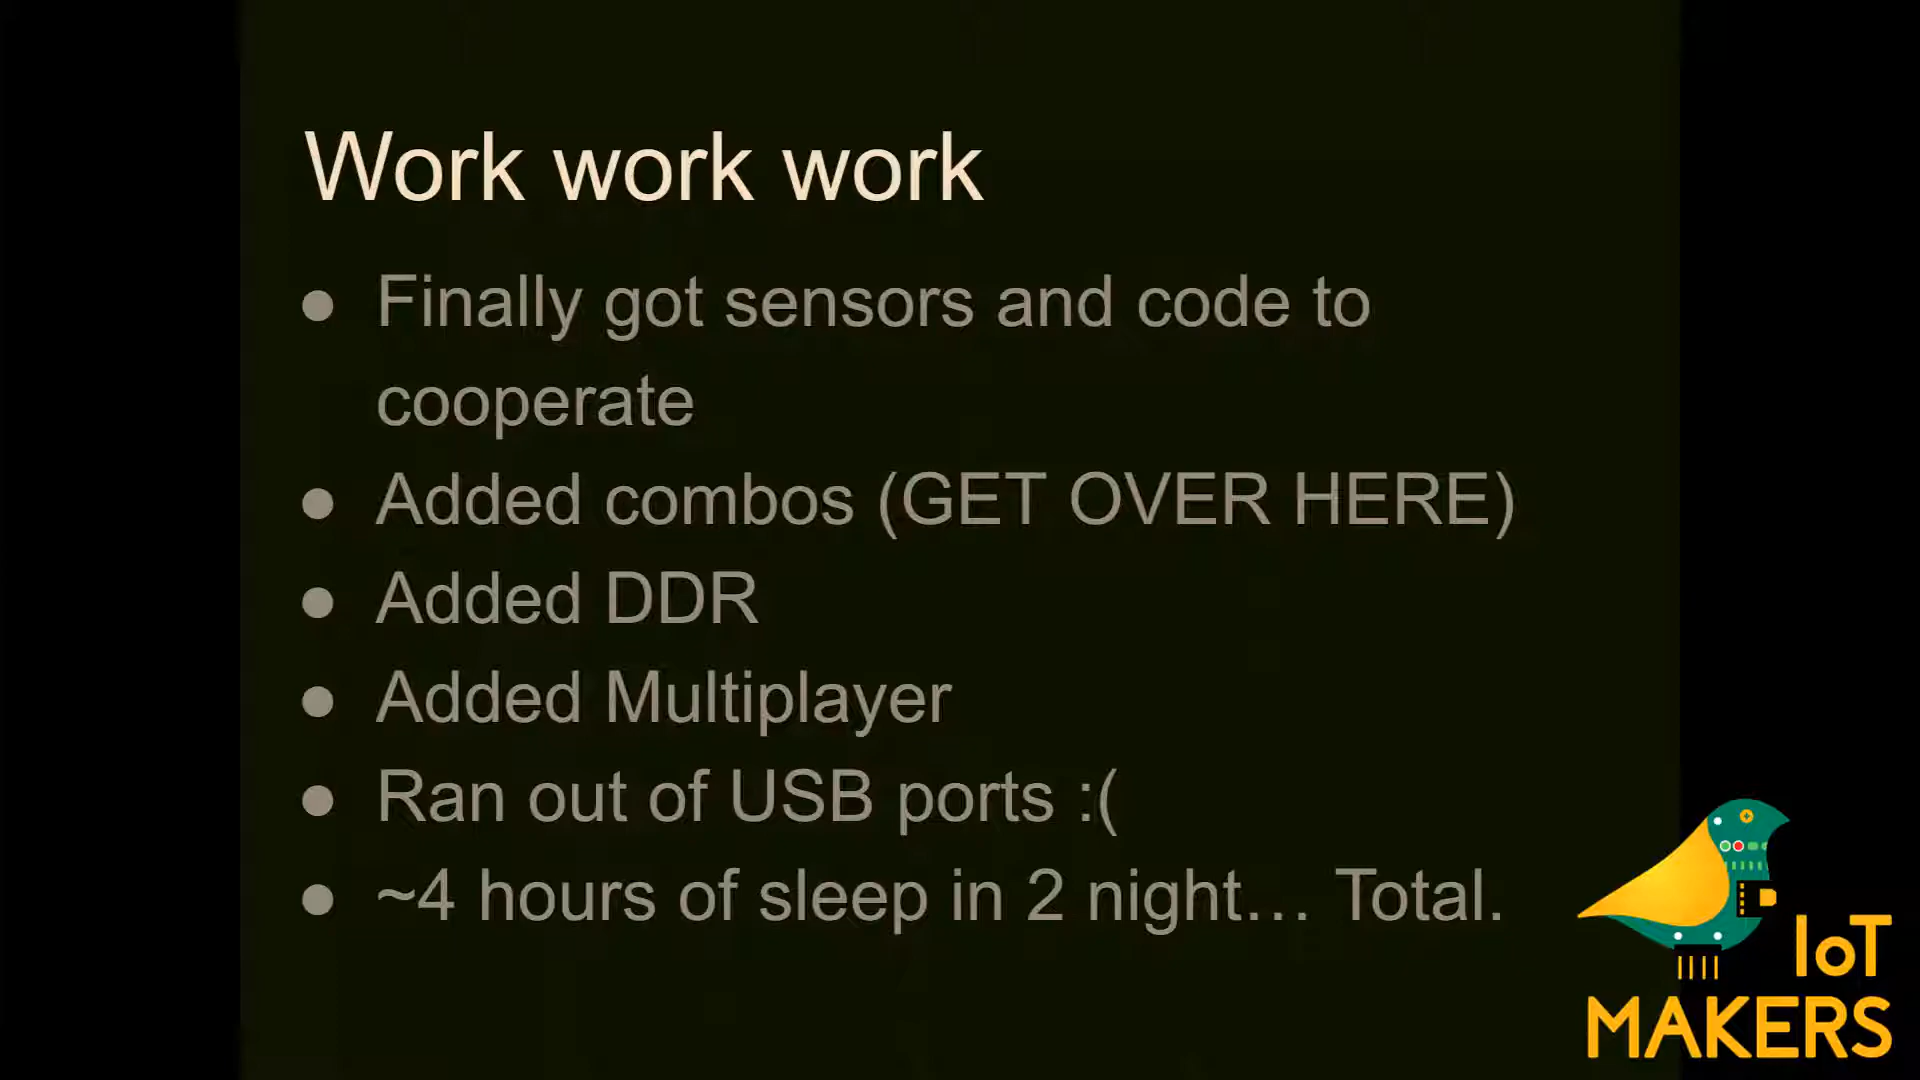 Work work work
● Finally got sensors and code to
cooperate
● Added combos (GET OVER HERE)
● Added DDR
● Added Multiplayer
● Ran out of USB ports :(
● ~4 hours of sleep in 2 night... Total.
IoT
MAKERS